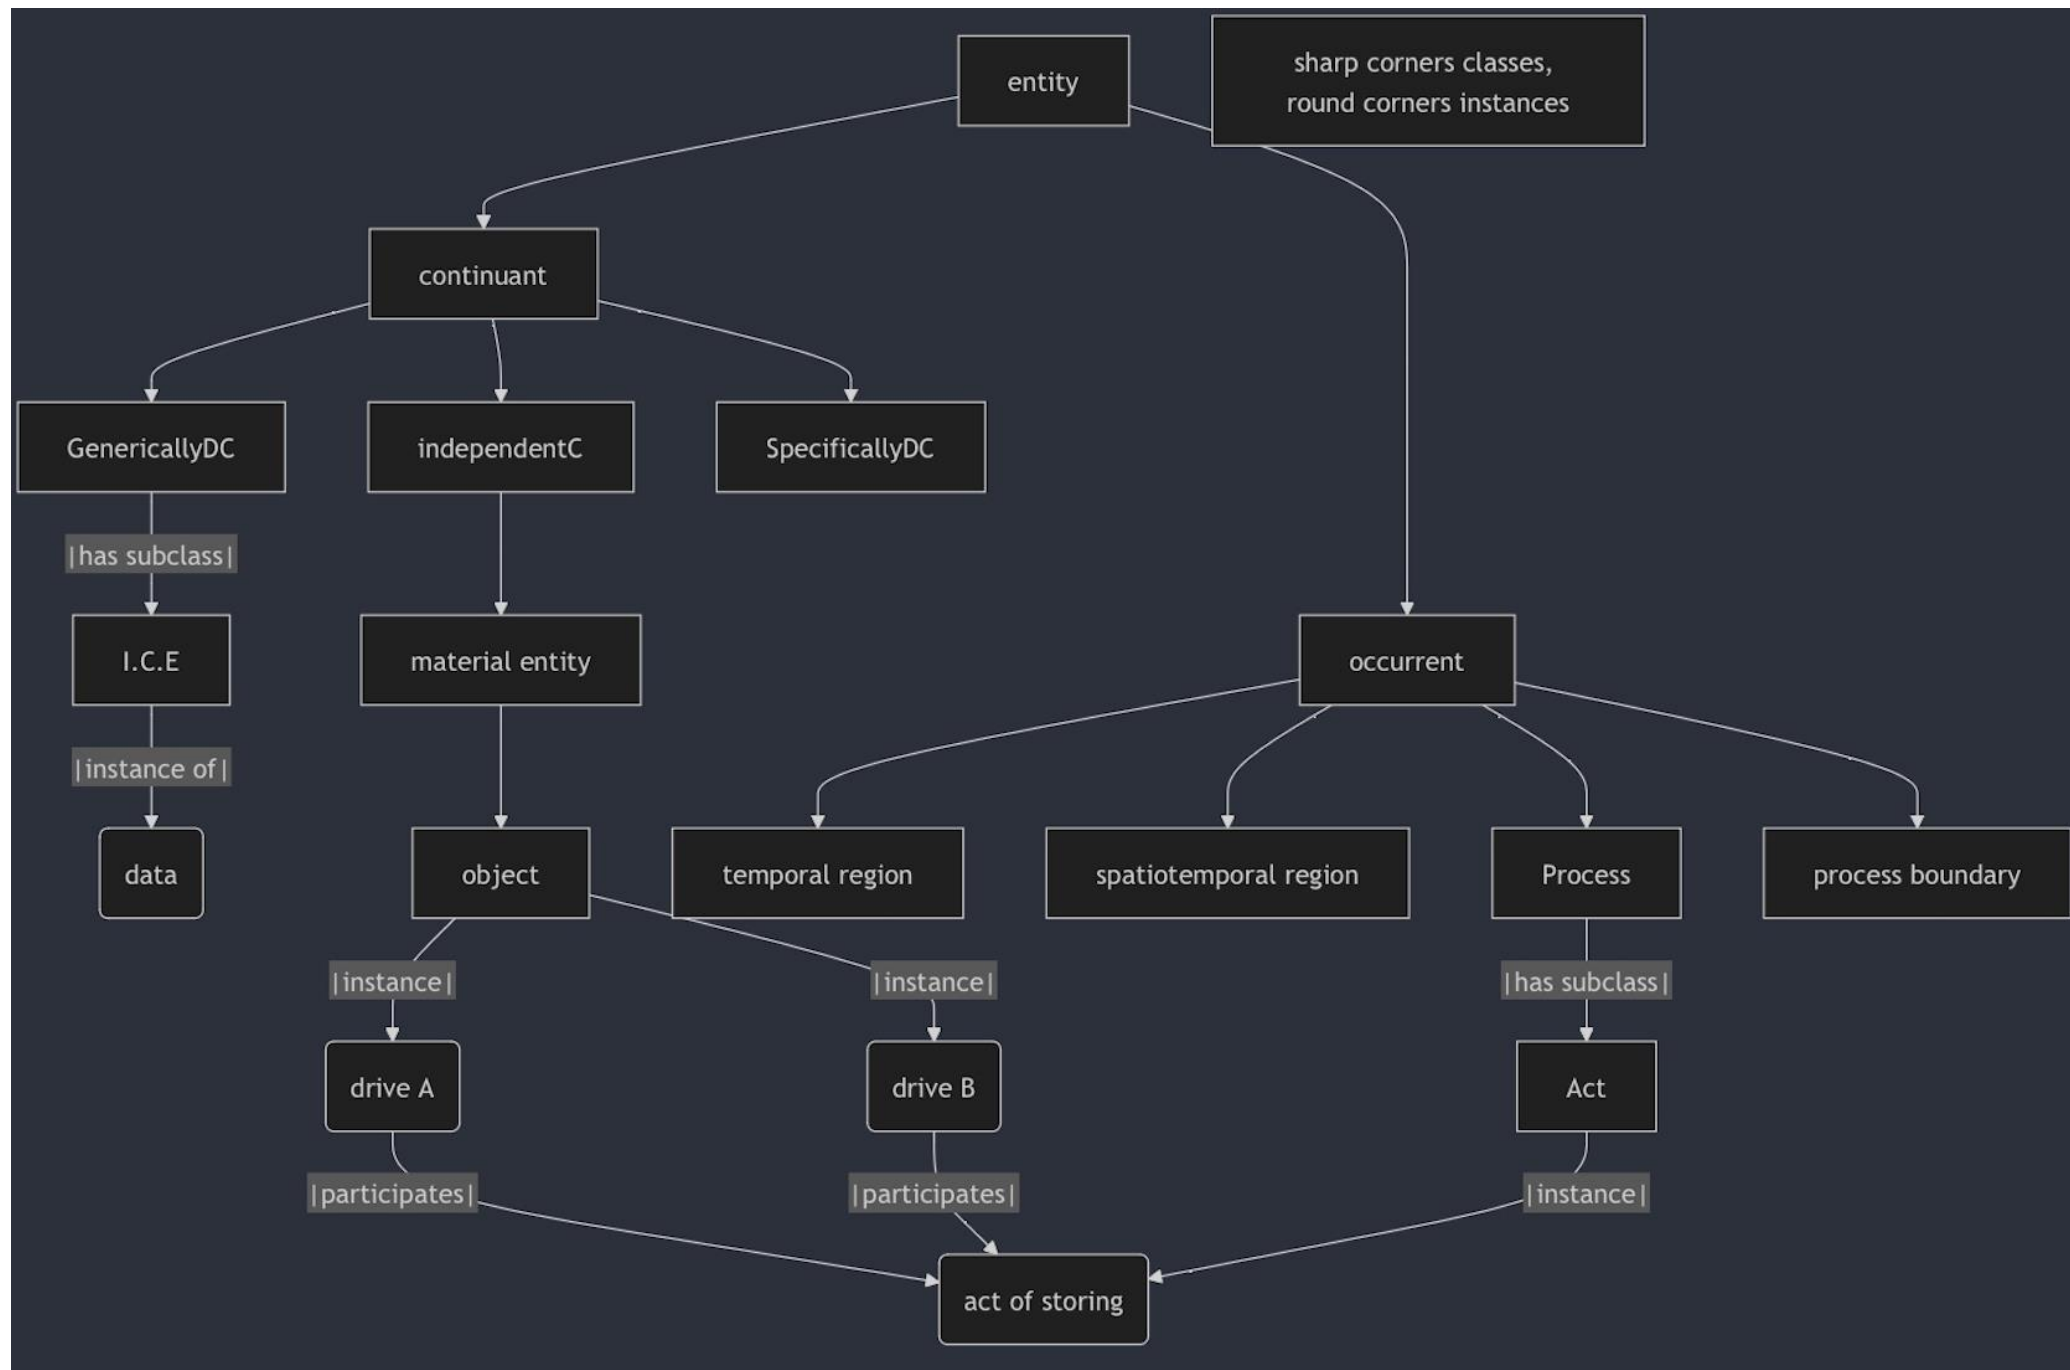 entity
sharp corners classes,
round corners instances
continuant
GenericallyDC
independentC
SpecificallyDC
|has subclass|
I.C.E
material entity
occurrent
|instance of|
data
object
temporal region
spatiotemporal region
Process
process boundary
|instance|
|instance|
|has subclass|
drive A
drive B
Act
|participates|
|participates|
|instance|
act of storing